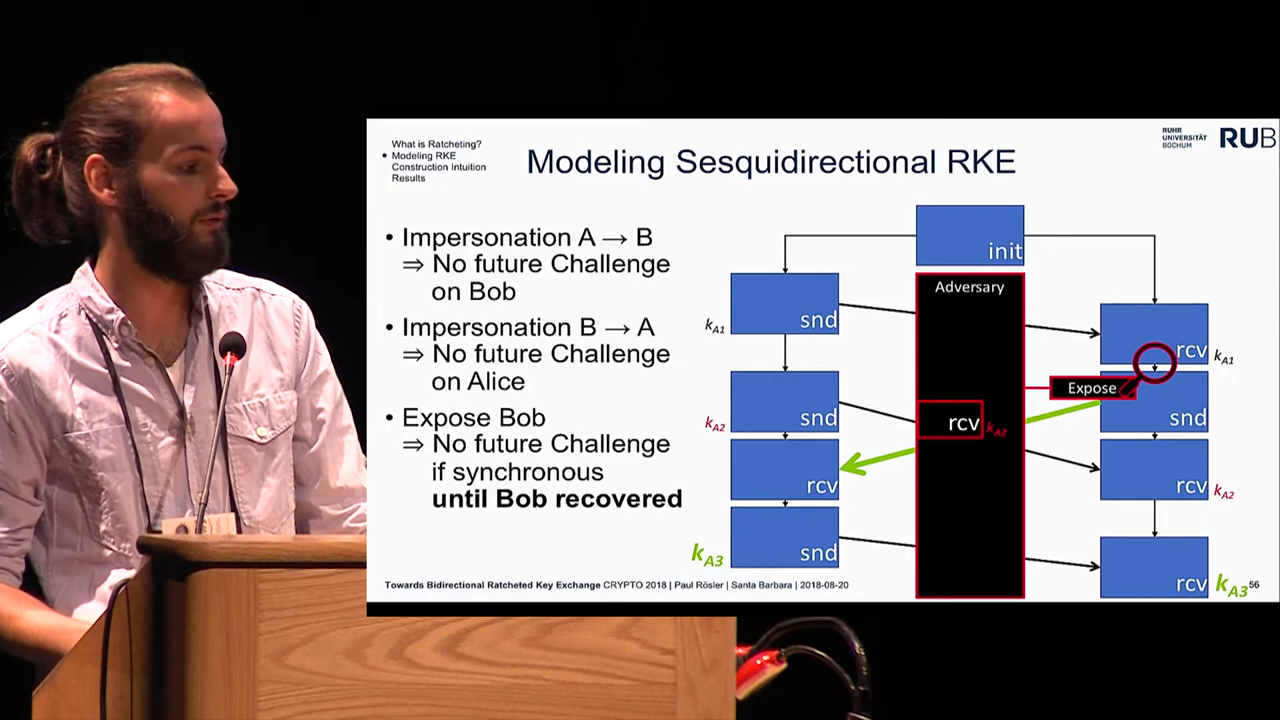 What is Ratcheting?
• Modeling RKE
Construction Intuition
Results
Modeling Sesquidirectional RKE
RUHR
UNIVERSITÄT
BOCHUM
RUB
• Impersonation A → B
⇒ No future Challenge
on Bob
• Impersonation B → A
⇒ No future Challenge
on Alice
• Expose Bob
⇒ No future Challenge
if synchronous
until Bob recovered
init
Adversary
snd
kA1
rcv
kA1
Expose
snd
kA2
rcv
kA2
snd
rcv
rcv
kA2
snd
kA3
rcv
kA3
Towards Bidirectional Ratcheted Key Exchange CRYPTO 2018 | Paul Rösler | Santa Barbara | 2018-08-20
56